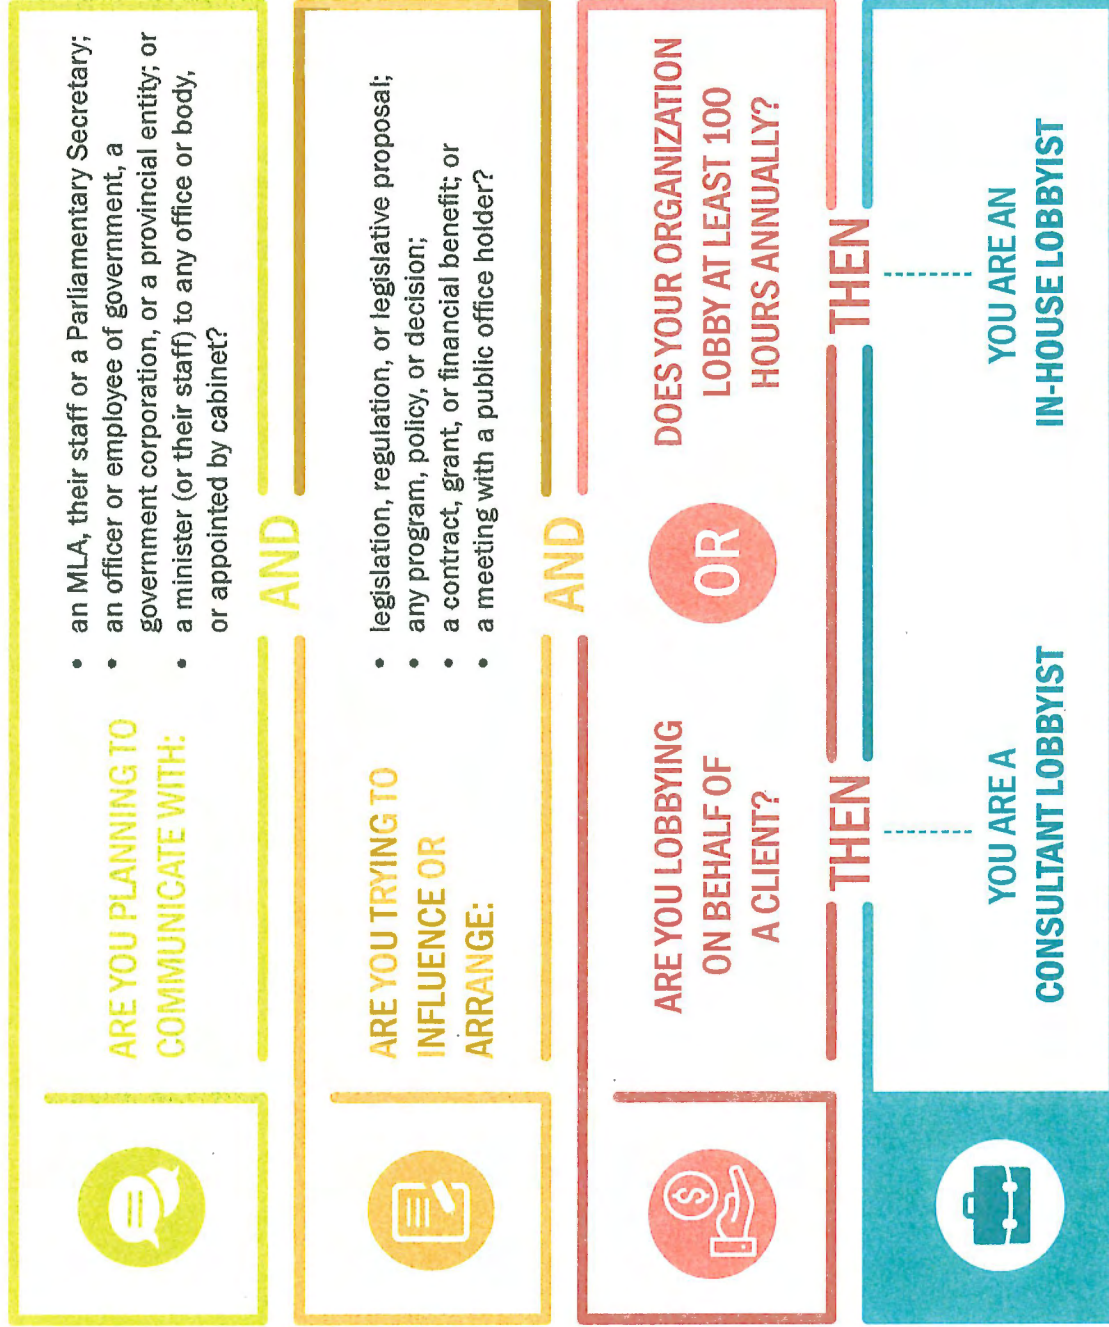 ARE YOU PLANNING TO
COMMUNICATE WITH:
• an MLA, their staff or a Parliamentary Secretary;
• an officer or employee of government, a
government corporation, or a provincial entity; or
• a minister (or their staff) to any office or body,
or appointed by cabinet?
AND
ARE YOU TRYING TO
INFLUENCE OR
ARRANGE:
• legislation, regulation, or legislative proposal;
• any program, policy, or decision;
• a contract, grant, or financial benefit; or
• a meeting with a public office holder?
AND
ARE YOU LOBBYING
ON BEHALF OF
A CLIENT?
OR
DOES YOUR ORGANIZATION
LOBBY AT LEAST 100
HOURS ANNUALLY?
THEN
THEN
YOU ARE A
CONSULTANT LOBBYIST
YOU ARE AN
IN-HOUSE LOBBYIST